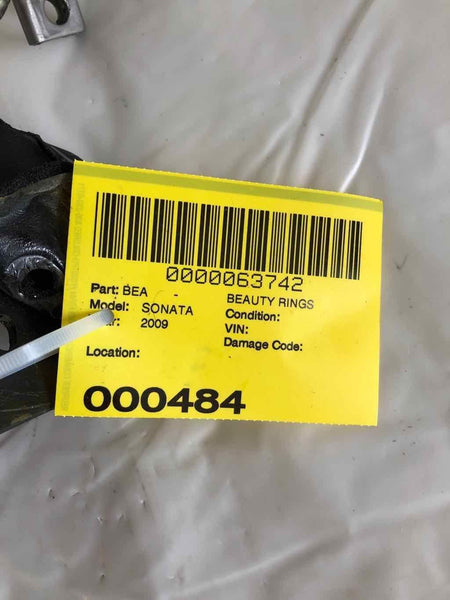 0000063742
Part: BEA - BEAUTY RINGS
Model: SONATA Condition:
2009 VIN:
Damage Code:
Location:
000484